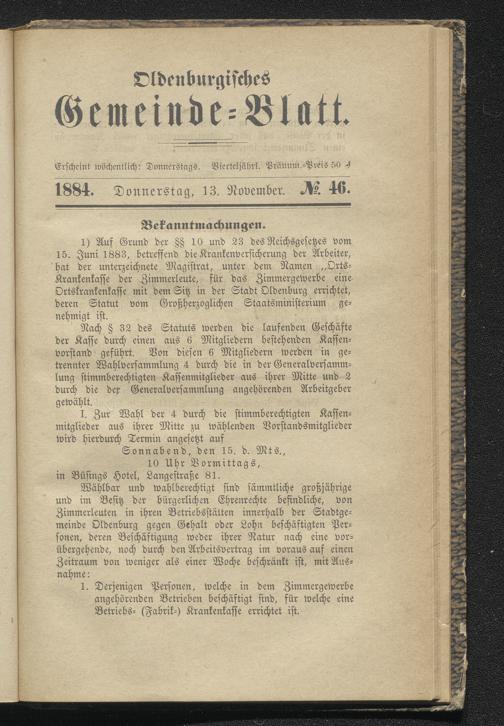 Oldenburgisches
Gemeinde-Blatt.
Erscheint wöchentlich: Donnerstags. Vierteljährl. Pränum.-Preis 50 ₰
1884. Donnerstag, 13. November. №. 46.
Bekanntmachungen.
1) Auf Grund der §§ 10 und 23 des Reichsgesetzes vom
15. Juni 1883, betreffend die Krankenversicherung der Arbeiter,
hat der unterzeichnete Magistrat, unter dem Namen „Orts-
Krankenkasse der Zimmerleute, für das Zimmergewerbe eine
Ortskrankenkasse mit dem Sitz in der Stadt Oldenburg errichtet,
deren Statut vom Großherzoglichen Staatsministerium ge-
nehmigt ist.
Nach § 32 des Statuts werden die laufenden Geschäfte
der Kasse durch einen aus 6 Mitgliedern bestehenden Kassen-
vorstand geführt. Von diesen 6 Mitgliedern werden in ge-
trennter Wahlversammlung 4 durch die in der Generalversamm-
lung stimmberechtigten Kassenmitglieder aus ihrer Mitte und 2
durch die der Generalversammlung angehörenden Arbeitgeber
gewählt.
I. Zur Wahl der 4 durch die stimmberechtigten Kassen-
mitglieder aus ihrer Mitte zu wählenden Vorstandsmitglieder
wird hierdurch Termin angesetzt auf
Sonnabend, den 15. d. Mts.,
10 Uhr Vormittags,
in Büsings Hotel, Langestraße 81.
Wählbar und wahlberechtigt sind sämmtliche großjährige
und im Besitz der bürgerlichen Ehrenrechte befindliche, von
Zimmerleuten in ihren Betriebsstätten innerhalb der Stadtge-
meinde Oldenburg gegen Gehalt oder Lohn beschäftigten Per-
sonen, deren Beschäftigung weder ihrer Natur nach eine vor-
übergehende, noch durch den Arbeitsvertrag im voraus auf einen
Zeitraum von weniger als einer Woche beschränkt ist, mit Aus-
nahme:
1. Derjenigen Personen, welche in dem Zimmergewerbe
angehörenden Betrieben beschäftigt sind, für welche eine
Betriebs- (Fabrik-) Krankenkasse errichtet ist.